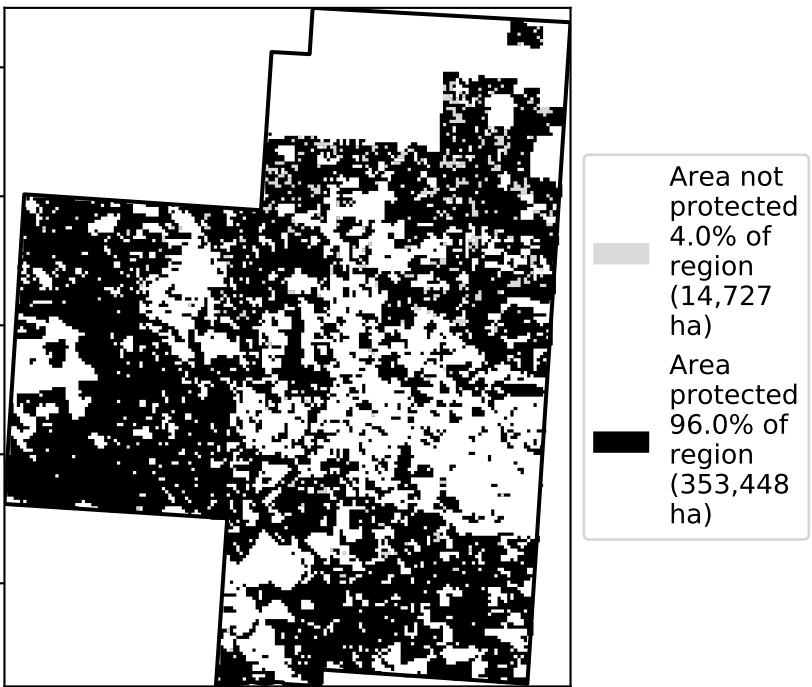 Area not
protected
4.0% of
region
(14,727
ha)
Area
protected
96.0% of
region
(353,448
ha)